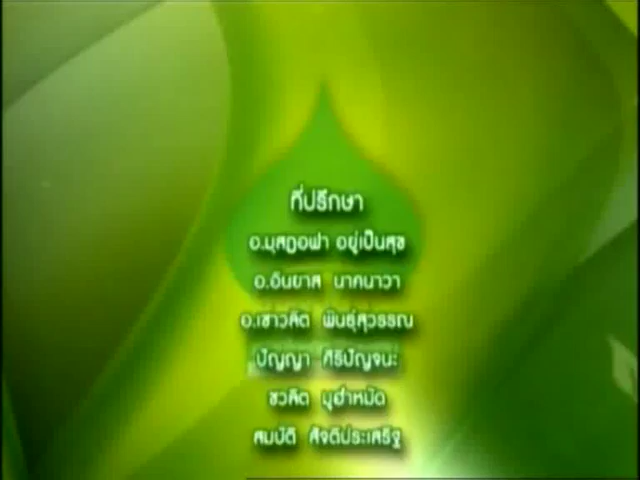 ที่ปรึกษา
อ.มุสฏอฟา อยู่เป็นสุข
อ.อินยาส นาคนาวา
อ.เชาวลิต พันธุ์สุวรรณ
ปัญญา ศิริปัญจนะ
ชวลิต มูฮำหมัด
สมบัติ สัจติประเสริฐ